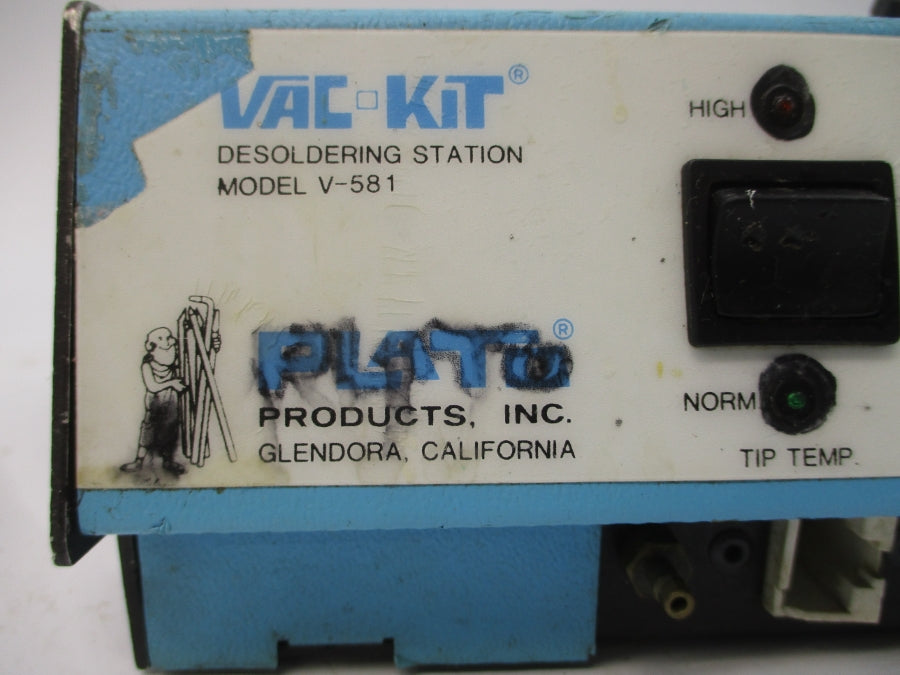 VAC-KiT®
DESOLDERING STATION
MODEL V-581
PLATO®
PRODUCTS, INC.
GLENDORA, CALIFORNIA
HIGH
NORM
TIP TEMP.